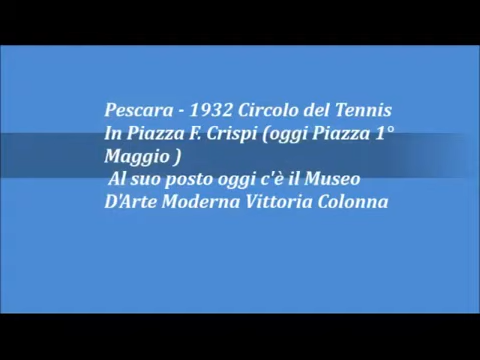 Pescara - 1932 Circolo del Tennis
In Piazza F. Crispi (oggi Piazza 1°
Maggio )
Al suo posto oggi c'è il Museo
D'Arte Moderna Vittoria Colonna